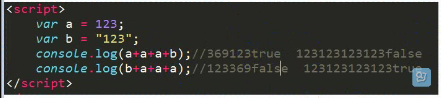 <script>
var a = 123;
var b = "123";
console.log(a+a+a+b);//369123true  123123123123false
console.log(b+a+a+a);//123369false  123123123123true
</script>